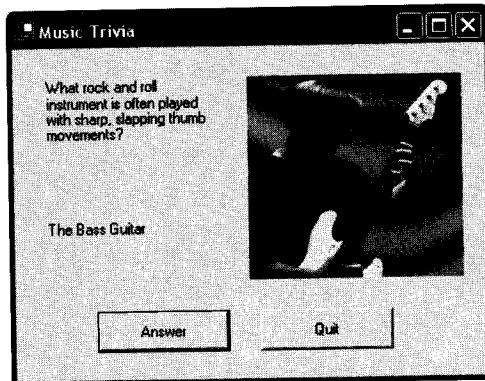 Music Trivia
What rock and roll
instrument is often played
with sharp, slapping thumb
movements?
The Bass Guitar
Answer
Quit